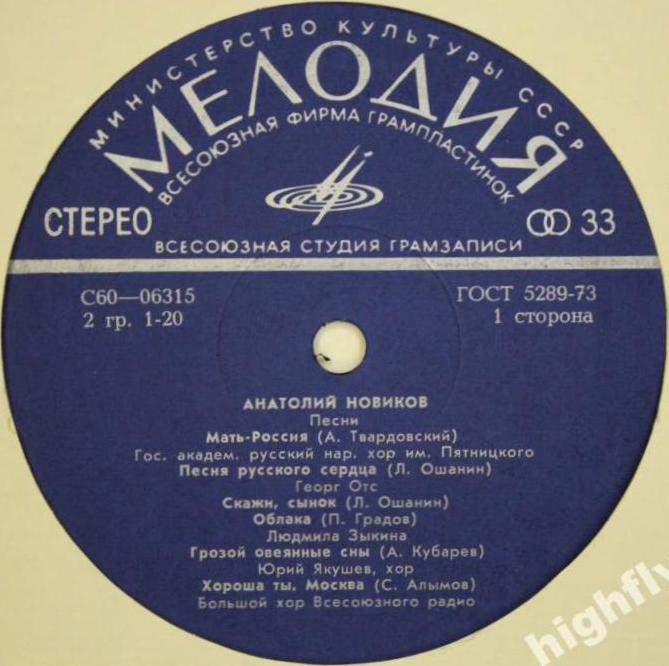 МИНИСТЕРСТВО КУЛЬТУРЫ СССР
МЕЛОДИЯ
ВСЕСОЮЗНАЯ ФИРМА ГРАМПЛАСТИНОК
СТЕРЕО
33
ВСЕСОЮЗНАЯ СТУДИЯ ГРАМЗАПИСИ
С60—06315
ГОСТ 5289-73
2 гр. 1-20
1 сторона
АНАТОЛИЙ НОВИКОВ
Песни
Мать-Россия (А. Твардовский)
Гос. академ. русский нар. хор им. Пятницкого
Песня русского сердца (Л. Ошанин)
Георг Отс
Скажи, сынок (Л. Ошанин)
Облака (П. Градов)
Людмила Зыкина
Грозой овеянные сны (А. Кубарев)
Юрий Якушев, хор
Хороша ты, Москва (С. Алымов)
Большой хор Всесоюзного радио
highfly